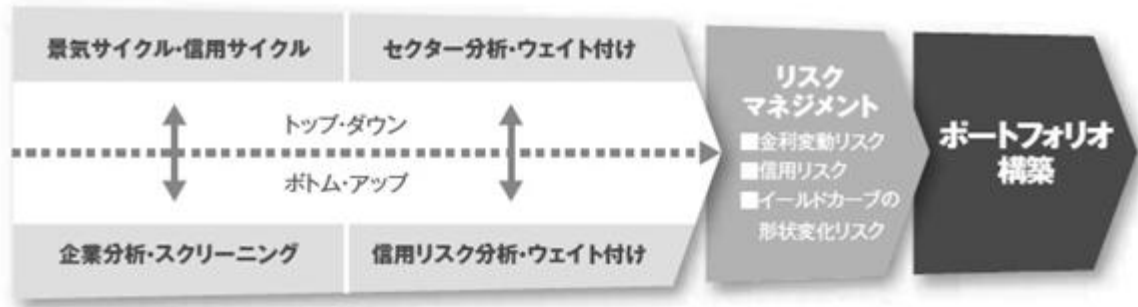 景気サイクル・信用サイクル
セクター分析・ウェイト付け
トップ・ダウン
ボトム・アップ
企業分析・スクリーニング
信用リスク分析・ウェイト付け
リスク
マネジメント
■金利変動リスク
■信用リスク
■イールドカーブの
形状変化リスク
ポートフォリオ
構築